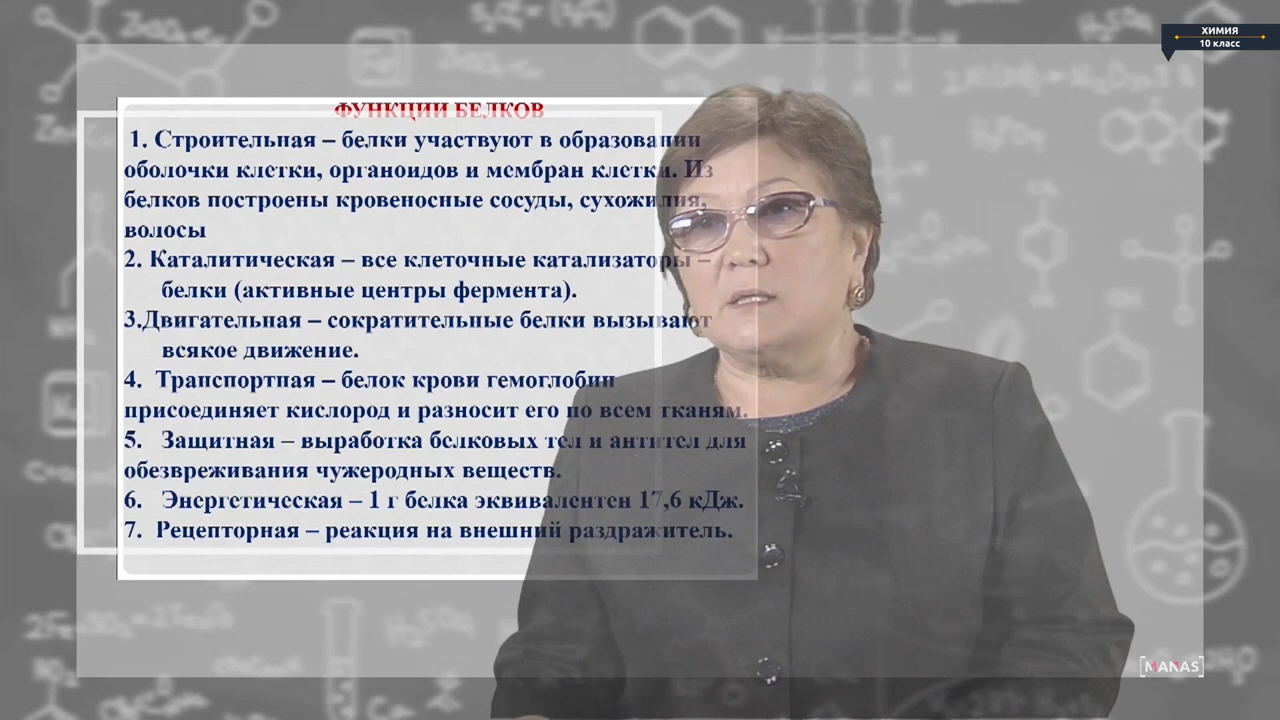 ХИМИЯ
10 класс
ФУНКЦИИ БЕЛКОВ
1. Строительная – белки участвуют в образовании
оболочки клетки, органоидов и мембран клетки. Из
белков построены кровеносные сосуды, сухожилия,
волосы
2. Каталитическая – все клеточные катализаторы –
белки (активные центры фермента).
3.Двигательная – сократительные белки вызывают
всякое движение.
4. Транспортная – белок крови гемоглобин
присоединяет кислород и разносит его по всем тканям.
5. Защитная – выработка белковых тел и антител для
обезвреживания чужеродных веществ.
6. Энергетическая – 1 г белка эквивалентен 17,6 кДж.
7. Рецепторная – реакция на внешний раздражитель.
[MANAS]